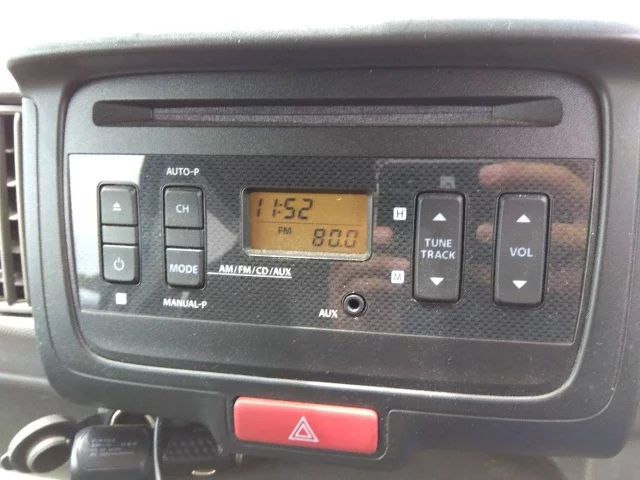 AUTO-P
CH
11:52
FM 80.0
H
TUNE
TRACK
VOL
MODE
AM/FM/CD/AUX
M
MANUAL-P
AUX